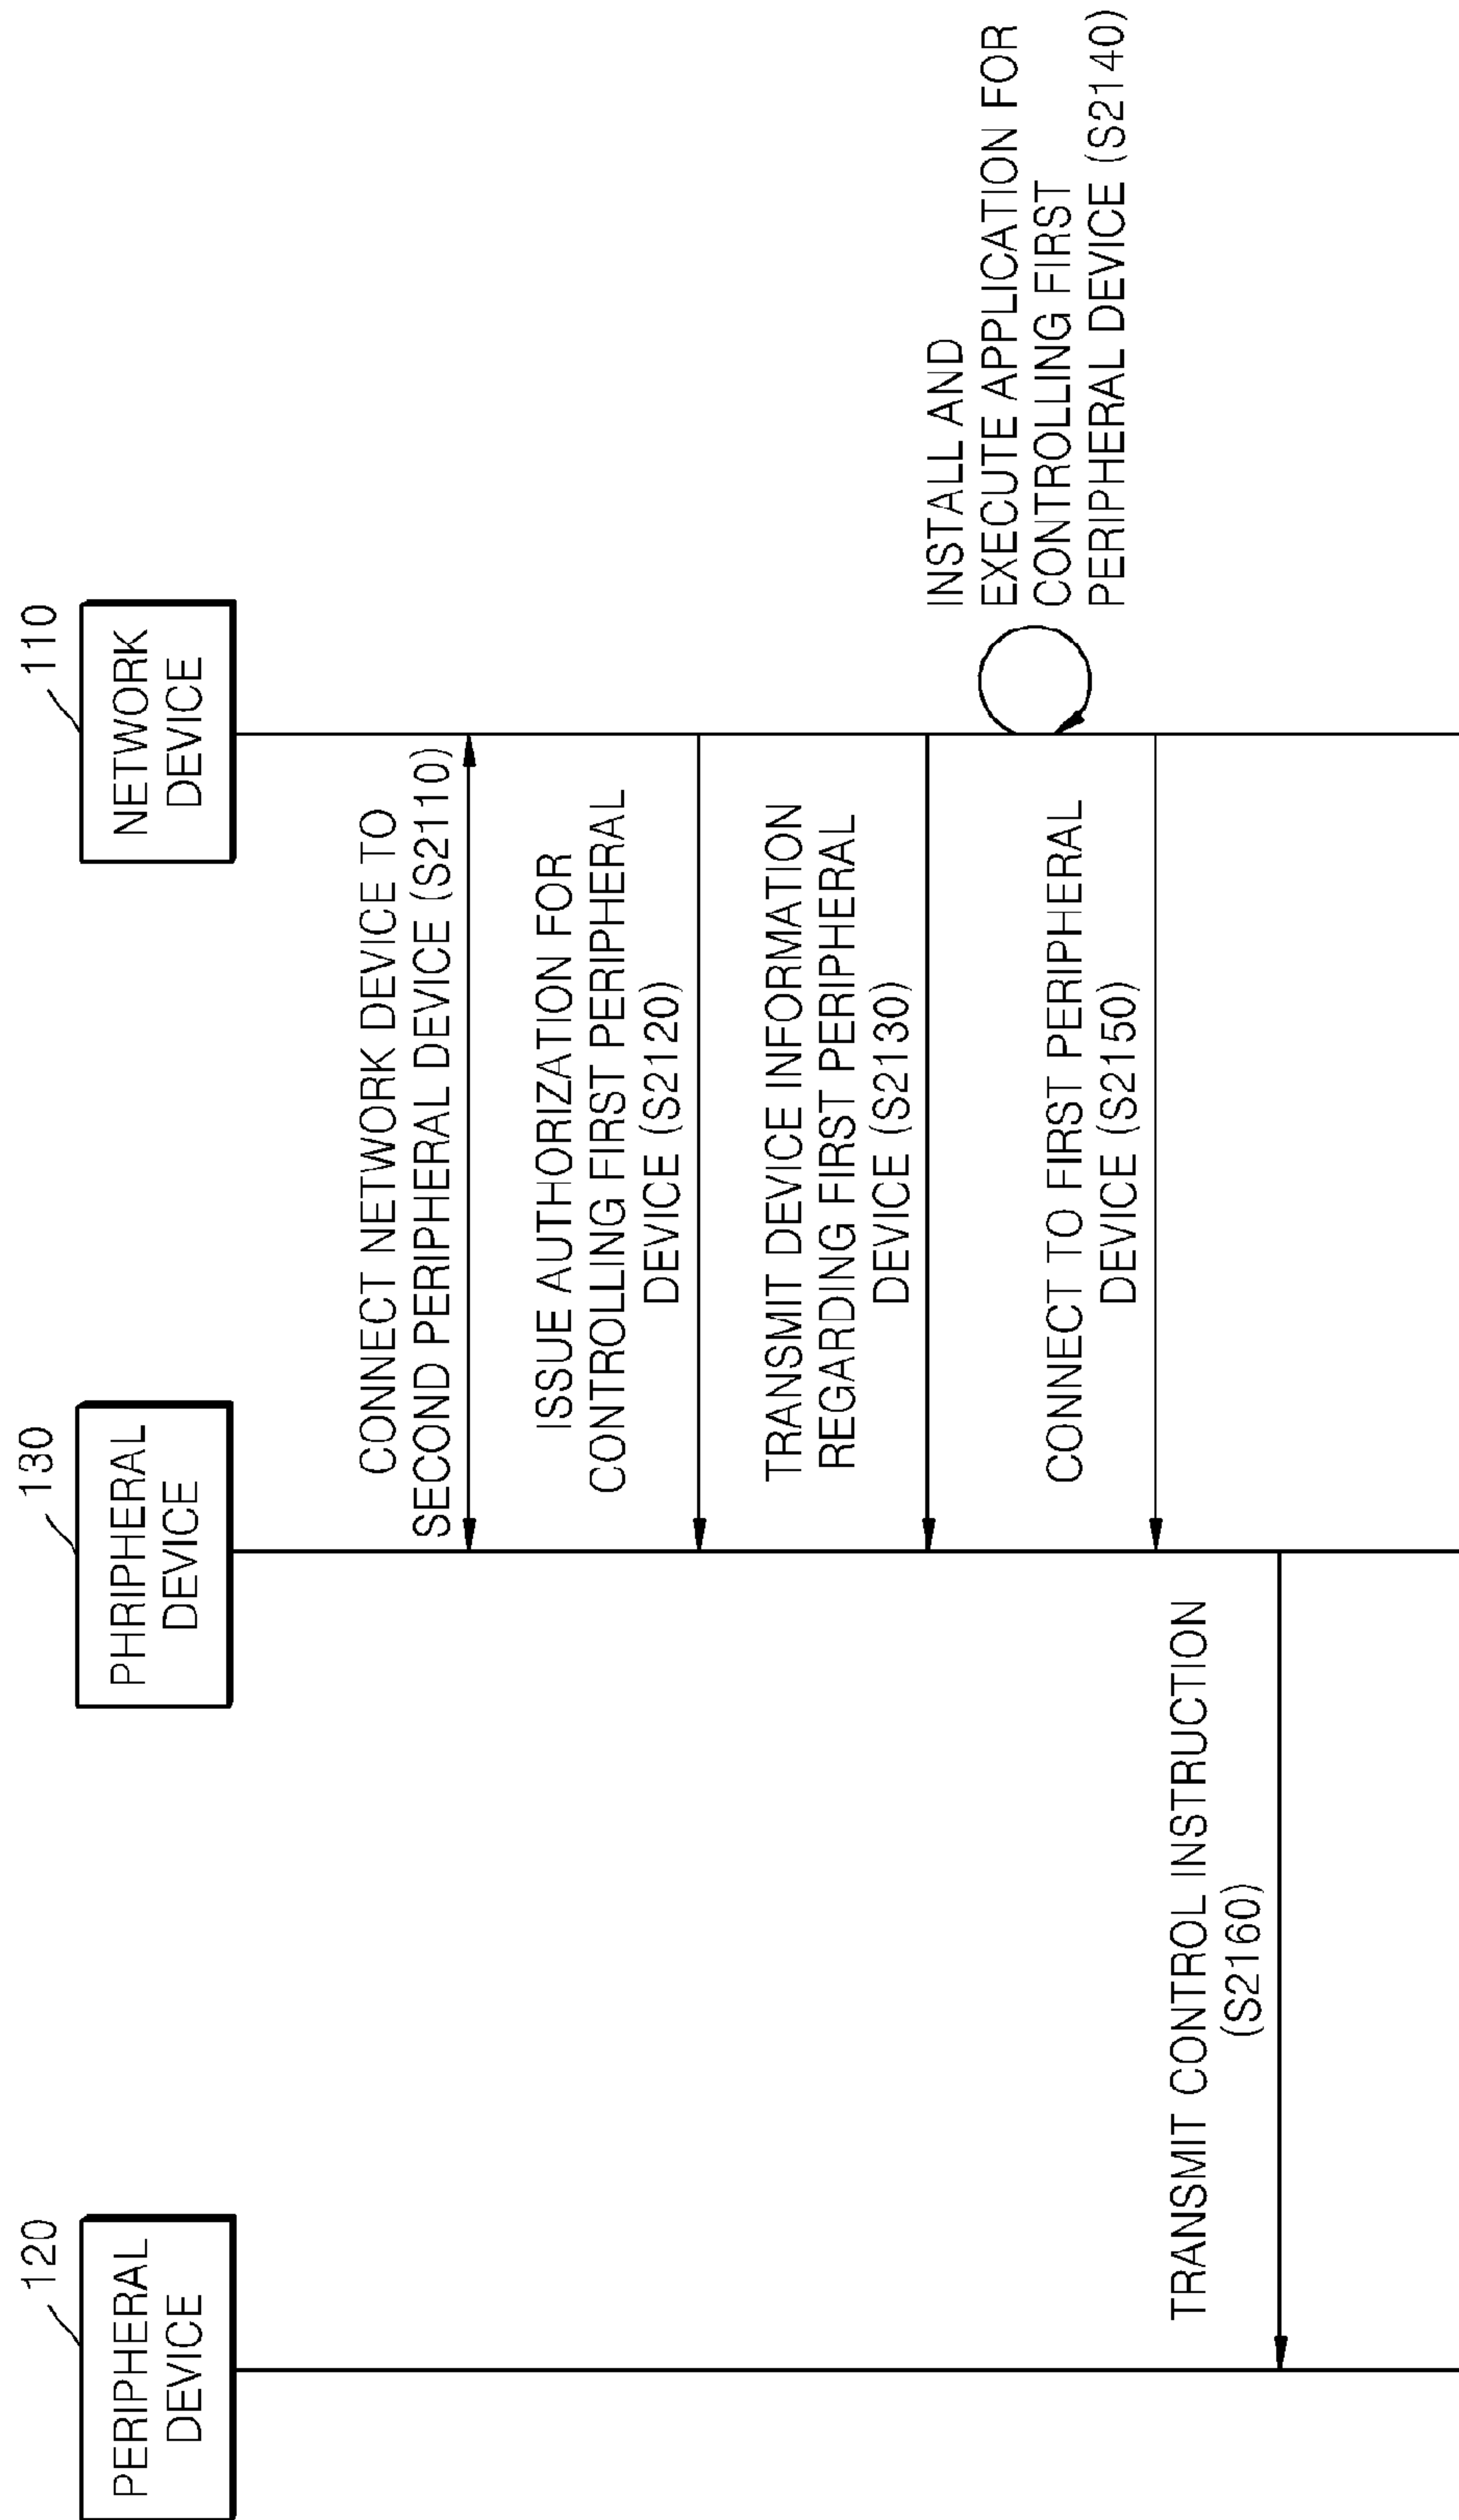 120
PERIPHERAL
DEVICE
130
PHRIPHERAL
DEVICE
110
NETWORK
DEVICE
CONNECT NETWORK DEVICE TO
SECOND PERIPHERAL DEVICE (S2110)
ISSUE AUTHORIZATION FOR
CONTROLLING FIRST PERIPHERAL
DEVICE (S2120)
TRANSMIT DEVICE INFORMATION
REGARDING FIRST PERIPHERAL
DEVICE (S2130)
INSTALL AND
EXECUTE APPLICATION FOR
CONTROLLING FIRST
PERIPHERAL DEVICE (S2140)
CONNECT TO FIRST PERIPHERAL
DEVICE (S2150)
TRANSMIT CONTROL INSTRUCTION
(S2160)